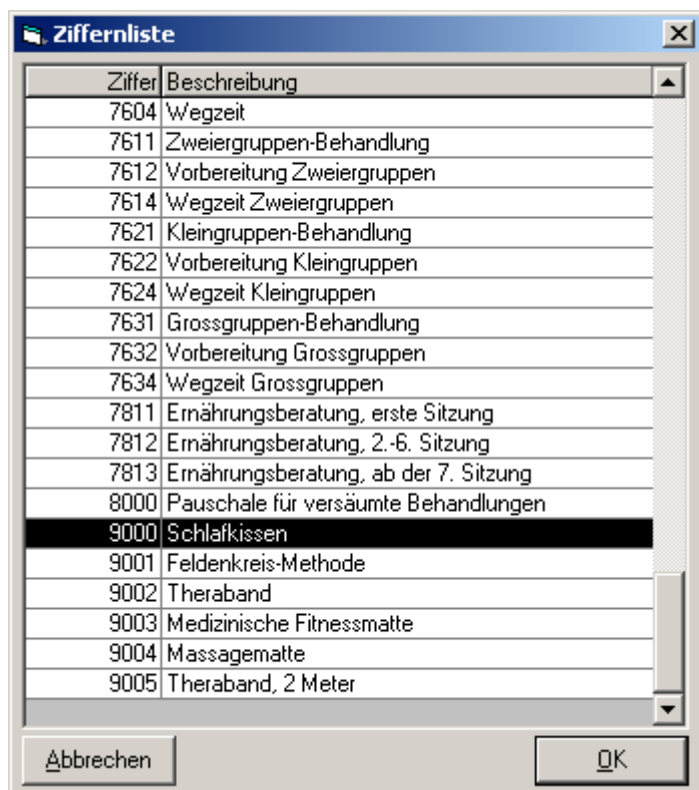 Ziffernliste
Ziffer Beschreibung
7604 Wegzeit
7611 Zweiergruppen-Behandlung
7612 Vorbereitung Zweiergruppen
7614 Wegzeit Zweiergruppen
7621 Kleingruppen-Behandlung
7622 Vorbereitung Kleingruppen
7624 Wegzeit Kleingruppen
7631 Grossgruppen-Behandlung
7632 Vorbereitung Grossgruppen
7634 Wegzeit Grossgruppen
7811 Ernährungsberatung, erste Sitzung
7812 Ernährungsberatung, 2.-6. Sitzung
7813 Ernährungsberatung, ab der 7. Sitzung
8000 Pauschale für versäumte Behandlungen
9000 Schlafkissen
9001 Feldenkreis-Methode
9002 Theraband
9003 Medizinische Fitnessmatte
9004 Massagematte
9005 Theraband, 2 Meter
Abbrechen OK